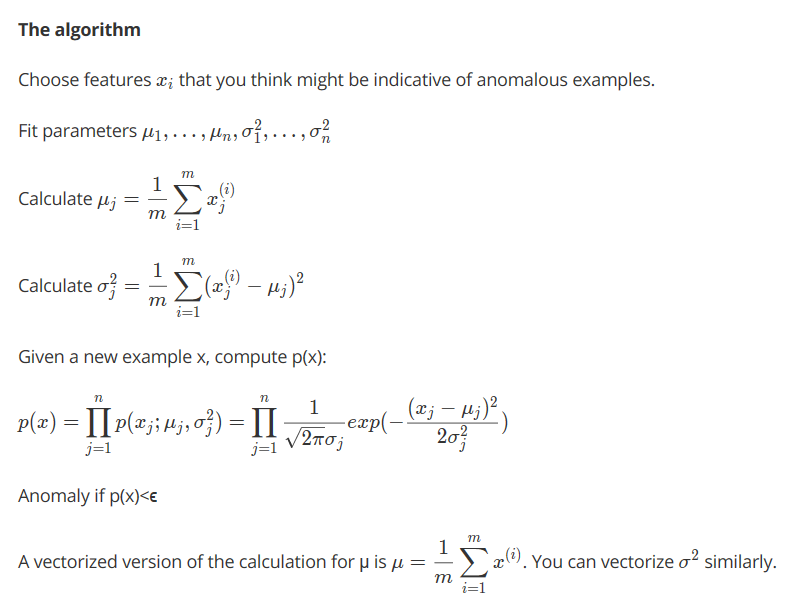 The algorithm
Choose features $x_i$ that you think might be indicative of anomalous examples.
Fit parameters $\mu_1, \ldots, \mu_n, \sigma_1^2, \ldots, \sigma_n^2$
Calculate $\mu_j = \frac{1}{m} \sum_{i=1}^{m} x_j^{(i)}$
Calculate $\sigma_j^2 = \frac{1}{m} \sum_{i=1}^{m} (x_j^{(i)} - \mu_j)^2$
Given a new example x, compute p(x):
$p(x) = \prod_{j=1}^{n} p(x_j; \mu_j, \sigma_j^2) = \prod_{j=1}^{n} \frac{1}{\sqrt{2\pi}\sigma_j} exp(-\frac{(x_j - \mu_j)^2}{2\sigma_j^2})$
Anomaly if p(x)<ϵ
A vectorized version of the calculation for μ is $\mu = \frac{1}{m} \sum_{i=1}^{m} x^{(i)}$. You can vectorize $\sigma^2$ similarly.